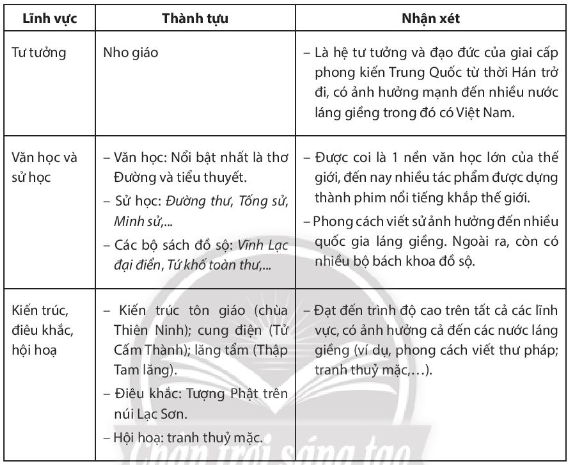 Lĩnh vực
Thành tựu
Nhận xét
Tư tưởng
Nho giáo
– Là hệ tư tưởng và đạo đức của giai cấp
phong kiến Trung Quốc từ thời Hán trở
đi, có ảnh hưởng mạnh đến nhiều nước
láng giềng trong đó có Việt Nam.
Văn học và
sử học
– Văn học: Nổi bật nhất là thơ
Đường và tiểu thuyết.
– Sử học: Đường thư, Tống sử,
Minh sử,...
– Các bộ sách đồ sộ: Vĩnh Lạc
đại điển, Tứ khố toàn thư,...
– Được coi là 1 nền văn học lớn của thế
giới, đến nay nhiều tác phẩm được dựng
thành phim nổi tiếng khắp thế giới.
– Phong cách viết sử ảnh hưởng đến nhiều
quốc gia láng giềng. Ngoài ra, còn có
nhiều bộ bách khoa đồ sộ.
Kiến trúc,
điêu khắc,
hội hoạ
– Kiến trúc tôn giáo (chùa
Thiên Ninh); cung điện (Tử
Cấm Thành); lăng tẩm (Thập
Tam lăng).
– Điêu khắc: Tượng Phật trên
núi Lạc Sơn.
– Hội hoạ: tranh thuỷ mặc.
– Đạt đến trình độ cao trên tất cả các lĩnh
vực, có ảnh hưởng cả đến các nước láng
giềng (ví dụ, phong cách viết thư pháp;
tranh thuỷ mặc,…).
Chân trời sáng tạo